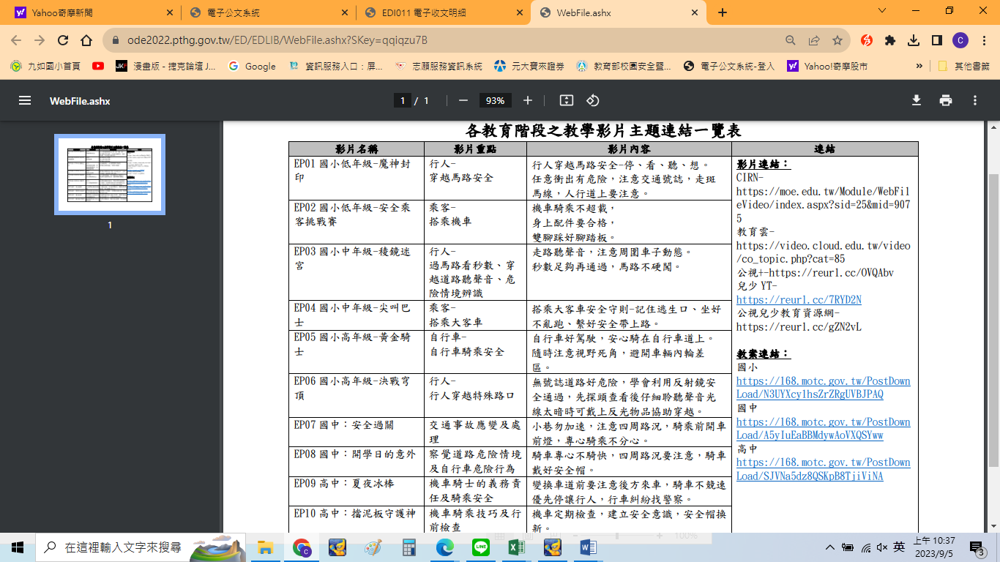 Yahoo奇摩新聞
電子公文系統
EDI011 電子收文明細
WebFile.ashx
ode2022.pthg.gov.tw/ED/EDLIB/WebFile.ashx?SKey=qqiqzu7B
九如國小首頁
漫畫版 - 捷克論壇 J...
Google
資訊服務入口：屏...
志願服務資訊系統
元大寶來證券
教育部校園安全暨...
電子公文系統-登入
Yahoo!奇摩股市
»
其他書籤
WebFile.ashx
1 / 1
93%
1
各教育階段之教學影片主題連結一覽表
影片名稱 影片重點 影片內容 連結
EP01 國小低年級-魔神封
印
行人-
穿越馬路安全
行人穿越馬路安全-停、看、聽、想。
任意衝出有危險，注意交通號誌，走斑
馬線，人行道上要注意。
EP02 國小低年級-安全乘
客挑戰賽
乘客-
搭乘機車
機車騎乘不超載，
身上配件要合格，
雙腳踩好腳踏板。
EP03 國小中年級-稜鏡迷
宮
行人-
過馬路看秒數、穿
越道路聽聲音、危
險情境辨識
走路聽聲音，注意周圍車子動態。
秒數足夠再通過，馬路不硬闖。
EP04 國小中年級-尖叫巴
士
乘客-
搭乘大客車
搭乘大客車安全守則-記住逃生口、坐好
不亂跑、繫好安全帶上路。
EP05 國小高年級-黃金騎
士
自行車-
自行車騎乘安全
自行車好駕駛，安心騎在自行車道上。
隨時注意視野死角，避開車輛內輪差
區。
EP06 國小高年級-決戰穹
頂
行人-
行人穿越特殊路口
無號誌道路好危險，學會利用反射鏡安
全通過，先探頭查看後仔細聆聽聲音光
線太暗時可戴上反光物品協助穿越。
EP07 國中：安全過關
交通事故應變及處
理
小巷勿加速，注意四周路況，騎乘前開車
前燈，專心騎乘不分心。
EP08 國中：開學日的意外
察覺道路危險情境
及自行車危險行為
騎車專心不騎快，四周路況要注意，騎車
戴好安全帽。
EP09 高中：夏夜冰棒
機車騎士的義務責
任及騎乘安全
變換車道前要注意後方來車，騎車不競速
優先停讓行人，行車糾紛找警察。
EP10 高中：擋泥板守護神
機車騎乘技巧及行
前檢查
機車定期檢查，建立安全意識，安全帽換
新。
影片連結：
CIRN-
https://moe.edu.tw/Module/WebFil
eVideo/index.aspx?sid=25&mid=907
5
教育雲-
https://video.cloud.edu.tw/video
/co_topic.php?cat=85
公視+-https://reurl.cc/OVQAbv
兒少 YT-
https://reurl.cc/7RYD2N
公視兒少教育資源網-
https://reurl.cc/gZN2vL
教案連結：
國小
https://168.motc.gov.tw/PostDown
Load/N3UYXcylhsZrZRgUVBJPAQ
國中
https://168.motc.gov.tw/PostDown
Load/A5yIuEaBBMdywAoVXQSYww
高中
https://168.motc.gov.tw/PostDown
Load/SJVNa5dz8QSKpB8TjiViNA
100%
在這裡輸入文字來搜尋
英
上午 10:37
2023/9/5
3